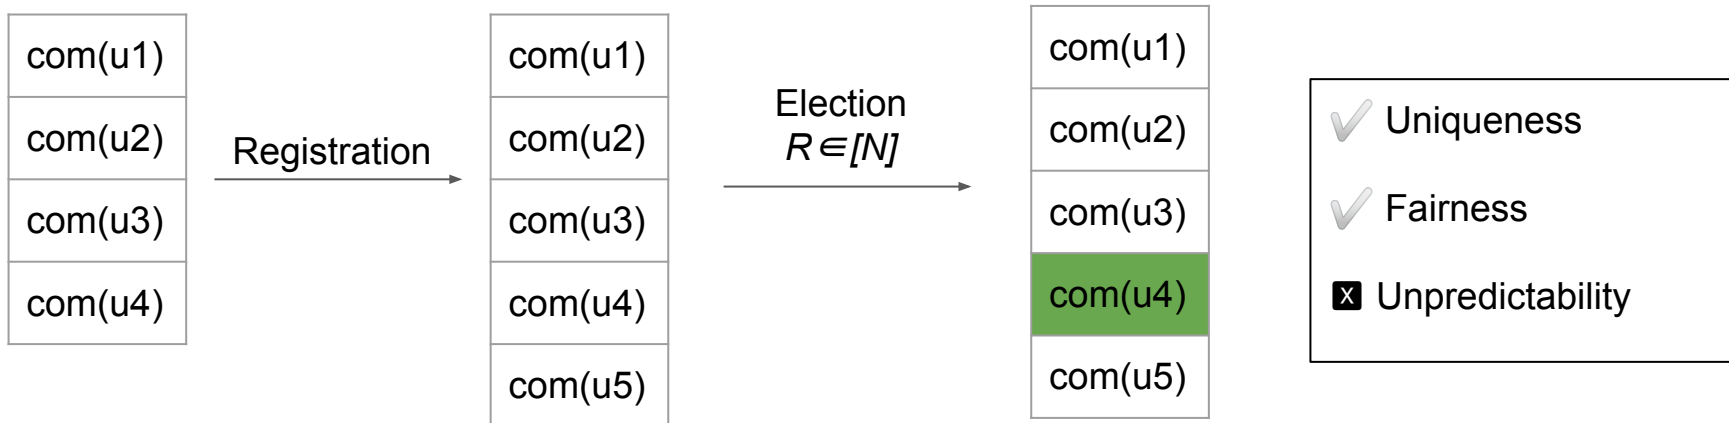 com(u1)
com(u2)
com(u3)
com(u4)
Registration
com(u1)
com(u2)
com(u3)
com(u4)
com(u5)
Election
R∈[N]
com(u1)
com(u2)
com(u3)
com(u4)
com(u5)
✔ Uniqueness
✔ Fairness
X Unpredictability